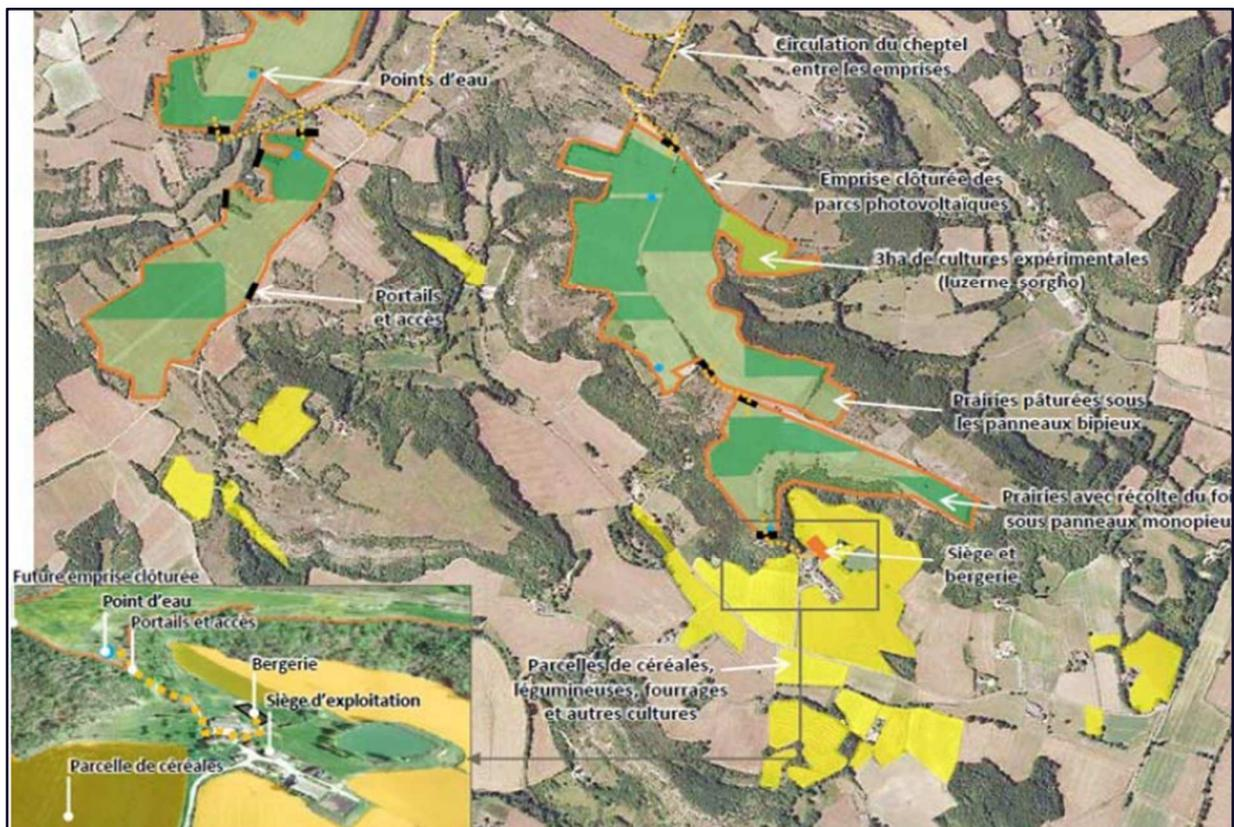 Circulation du cheptel
entre les emprises
Points d'eau
Emprise clôturée des
parcs photovoltaïques
3ha de cultures expérimentales
(luzerne, sorgho)
Portails
et accès
Prairies pâturées sous
les panneaux bipieux
Prairies avec récolte du foi
sous panneaux monopieu
Siège et
bergerie
Future emprise clôturée
Point d'eau
Portails et accès
Bergerie
Siège d'exploitation
Parcelle de céréales
Parcelles de céréales,
légumineuses, fourrages
et autres cultures